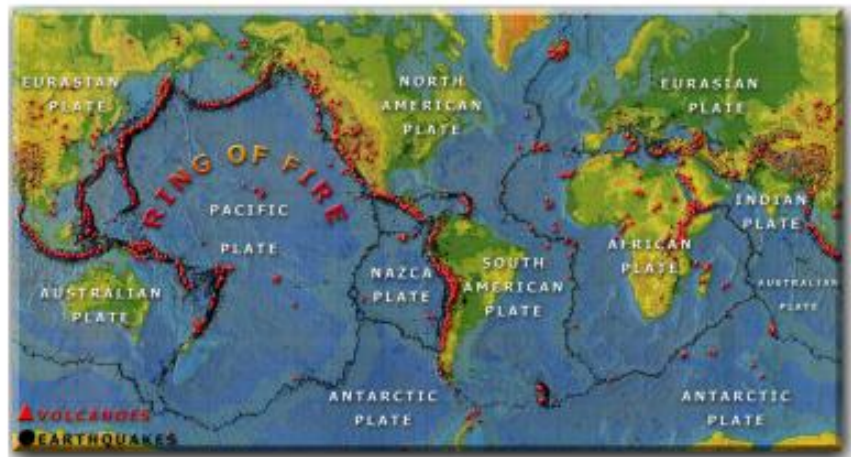 EURASIAN
PLATE
NORTH
AMERICAN
PLATE
EURASIAN
PLATE
RING OF FIRE
PACIFIC
PLATE
INDIAN
PLATE
AFRICAN
PLATE
NAZCA
PLATE
SOUTH
AMERICAN
PLATE
AUSTRALIAN
PLATE
AUSTRALIAN
PLATE
ANTARCTIC
PLATE
ANTARCTIC
PLATE
VOLCANOES
EARTHQUAKES